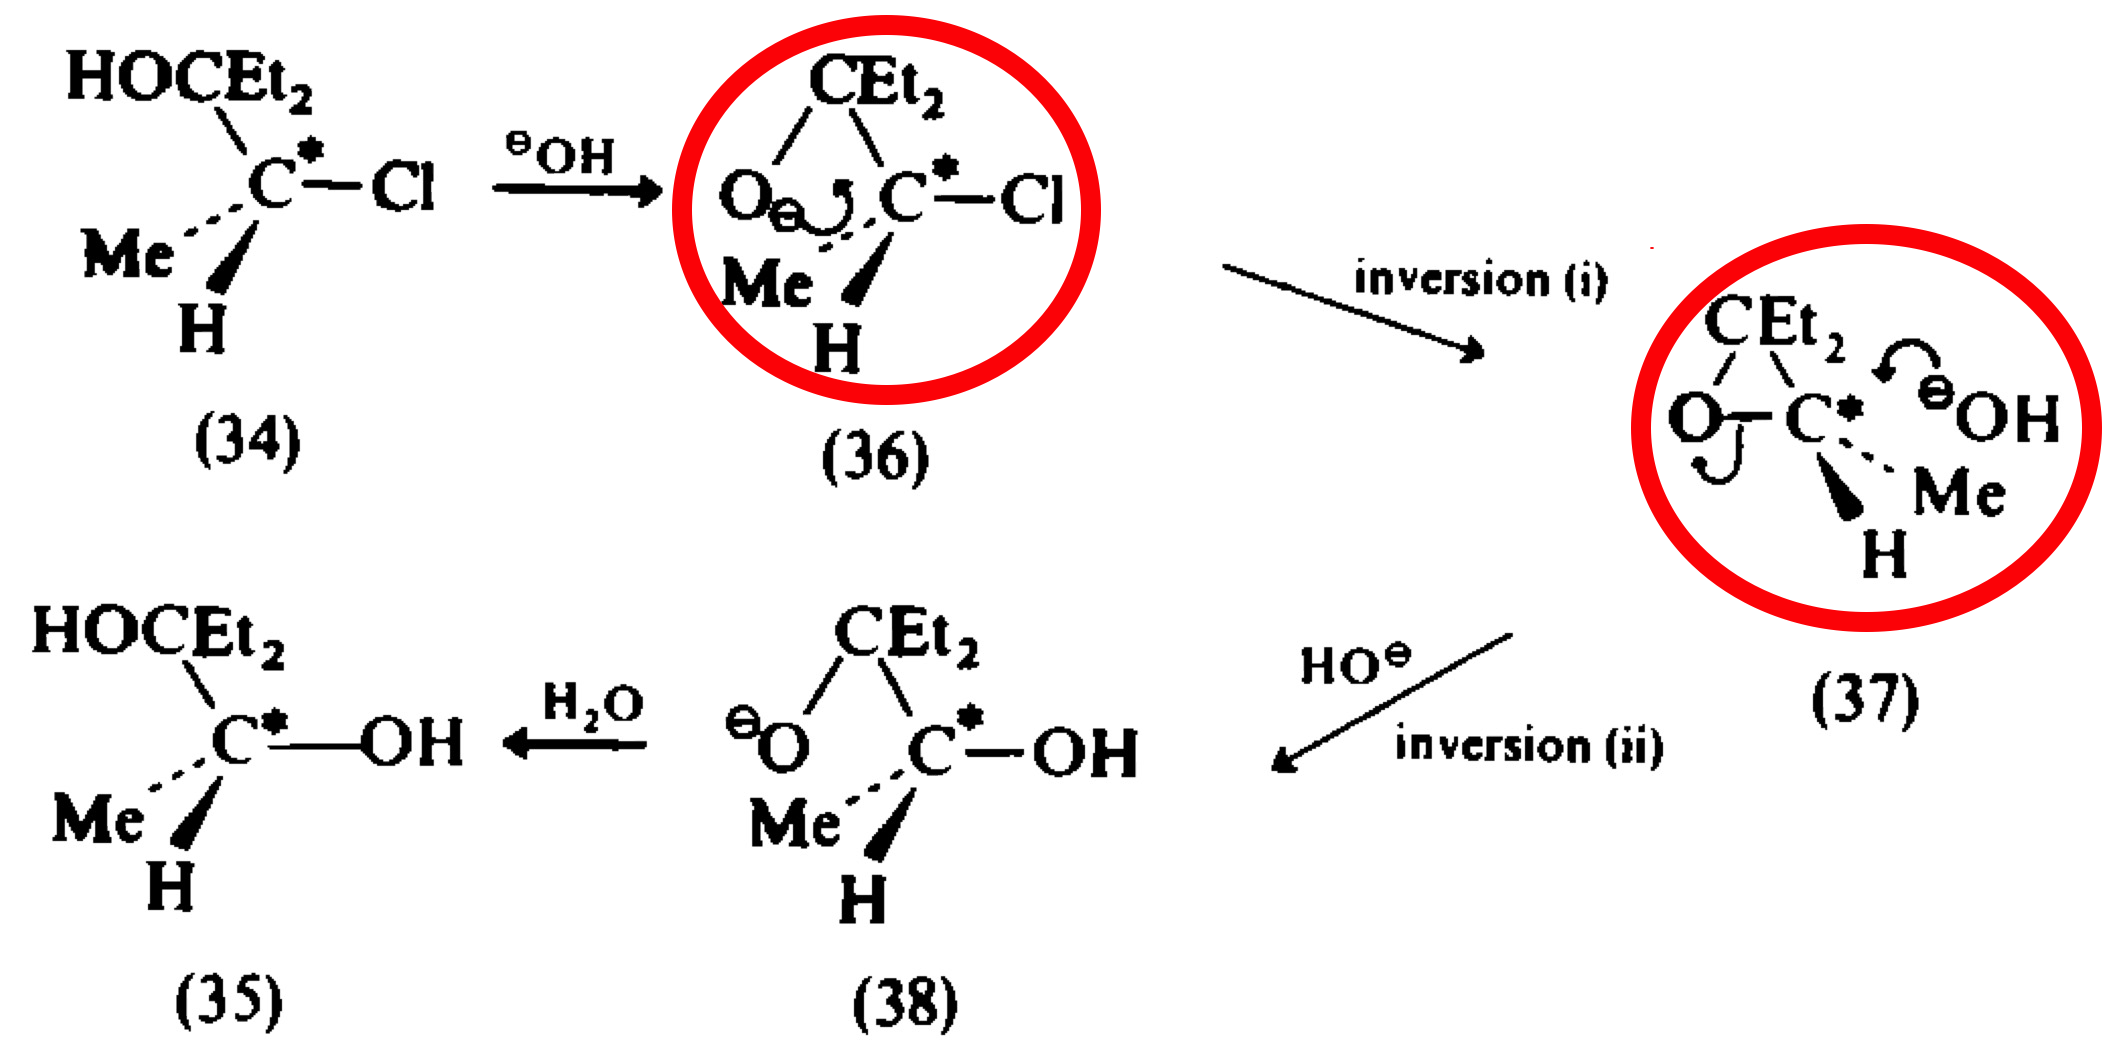 HOCEt₂
C*—Cl
Me
H
(34)
⊖OH
CEt₂
O⊖
C*—Cl
Me
H
(36)
inversion (i)
CEt₂
O—C*
⊖OH
Me
H
(37)
HO⊖
inversion (ii)
CEt₂
⊖O
C*—OH
Me
H
(38)
H₂O
HOCEt₂
C*—OH
Me
H
(35)